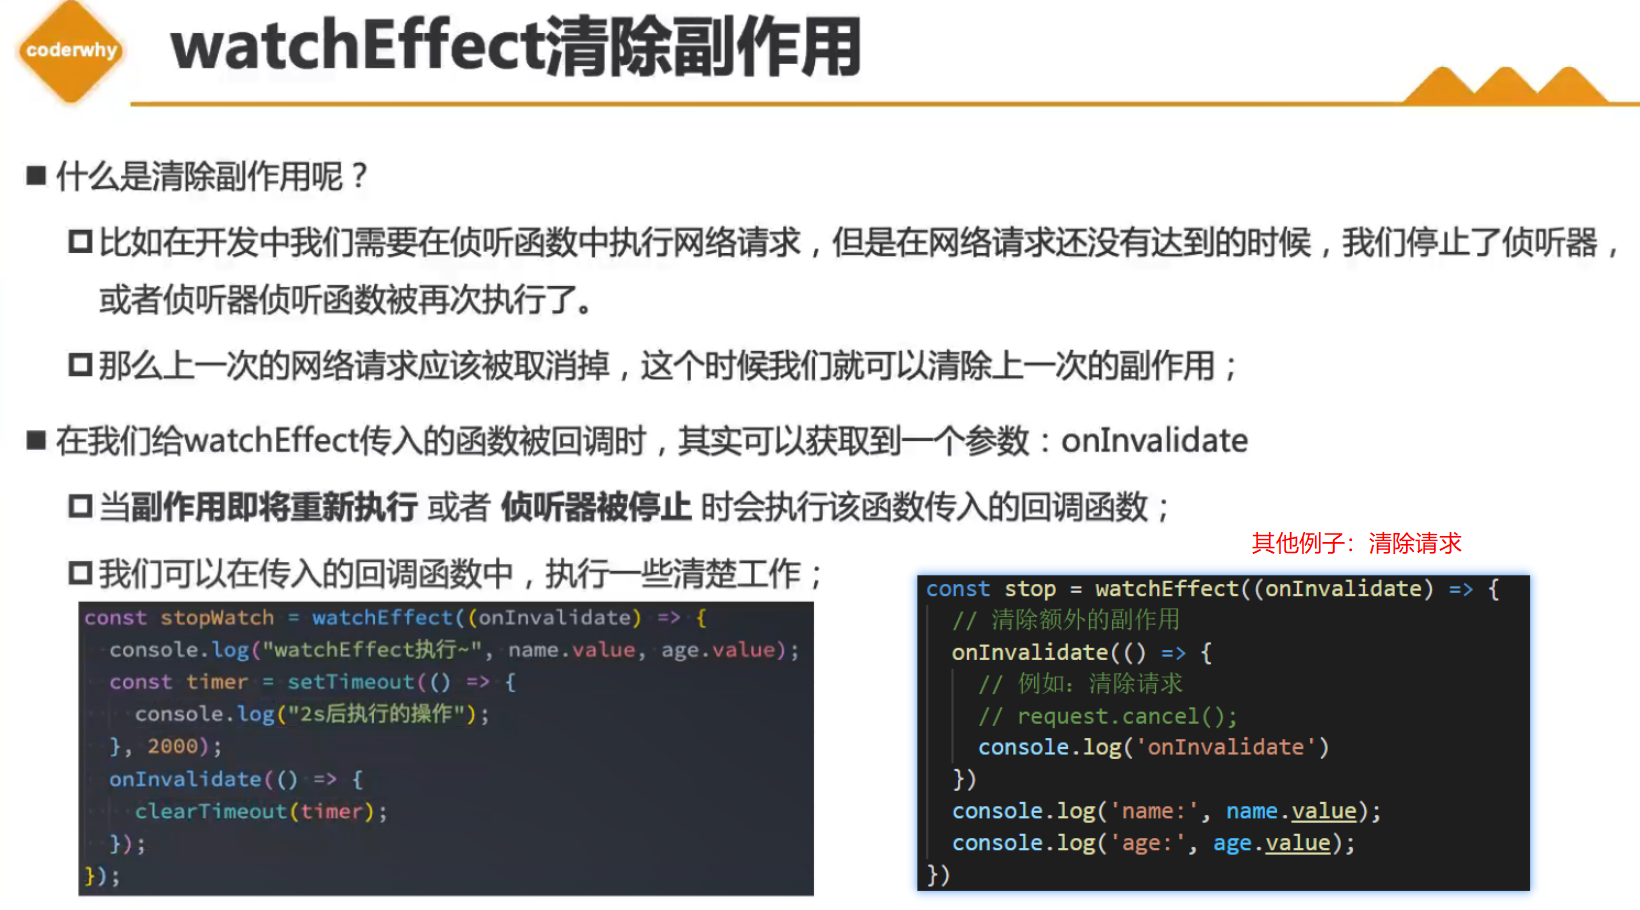 coderwhy
watchEffect清除副作用
什么是清除副作用呢？
比如在开发中我们需要在侦听函数中执行网络请求，但是在网络请求还没有达到的时候，我们停止了侦听器，
或者侦听器侦听函数被再次执行了。
那么上一次的网络请求应该被取消掉，这个时候我们就可以清除上一次的副作用；
在我们给watchEffect传入的函数被回调时，其实可以获取到一个参数：onInvalidate
当副作用即将重新执行 或者 侦听器被停止 时会执行该函数传入的回调函数；
我们可以在传入的回调函数中，执行一些清楚工作；
const stopWatch = watchEffect((onInvalidate) => {
  console.log("watchEffect执行~", name.value, age.value);
  const timer = setTimeout(() => {
    console.log("2s后执行的操作");
  }, 2000);
  onInvalidate(() => {
    clearTimeout(timer);
  });
});
其他例子：清除请求
const stop = watchEffect((onInvalidate) => {
  // 清除额外的副作用
  onInvalidate(() => {
    // 例如：清除请求
    // request.cancel();
    console.log('onInvalidate')
  })
  console.log('name:', name.value);
  console.log('age:', age.value);
})